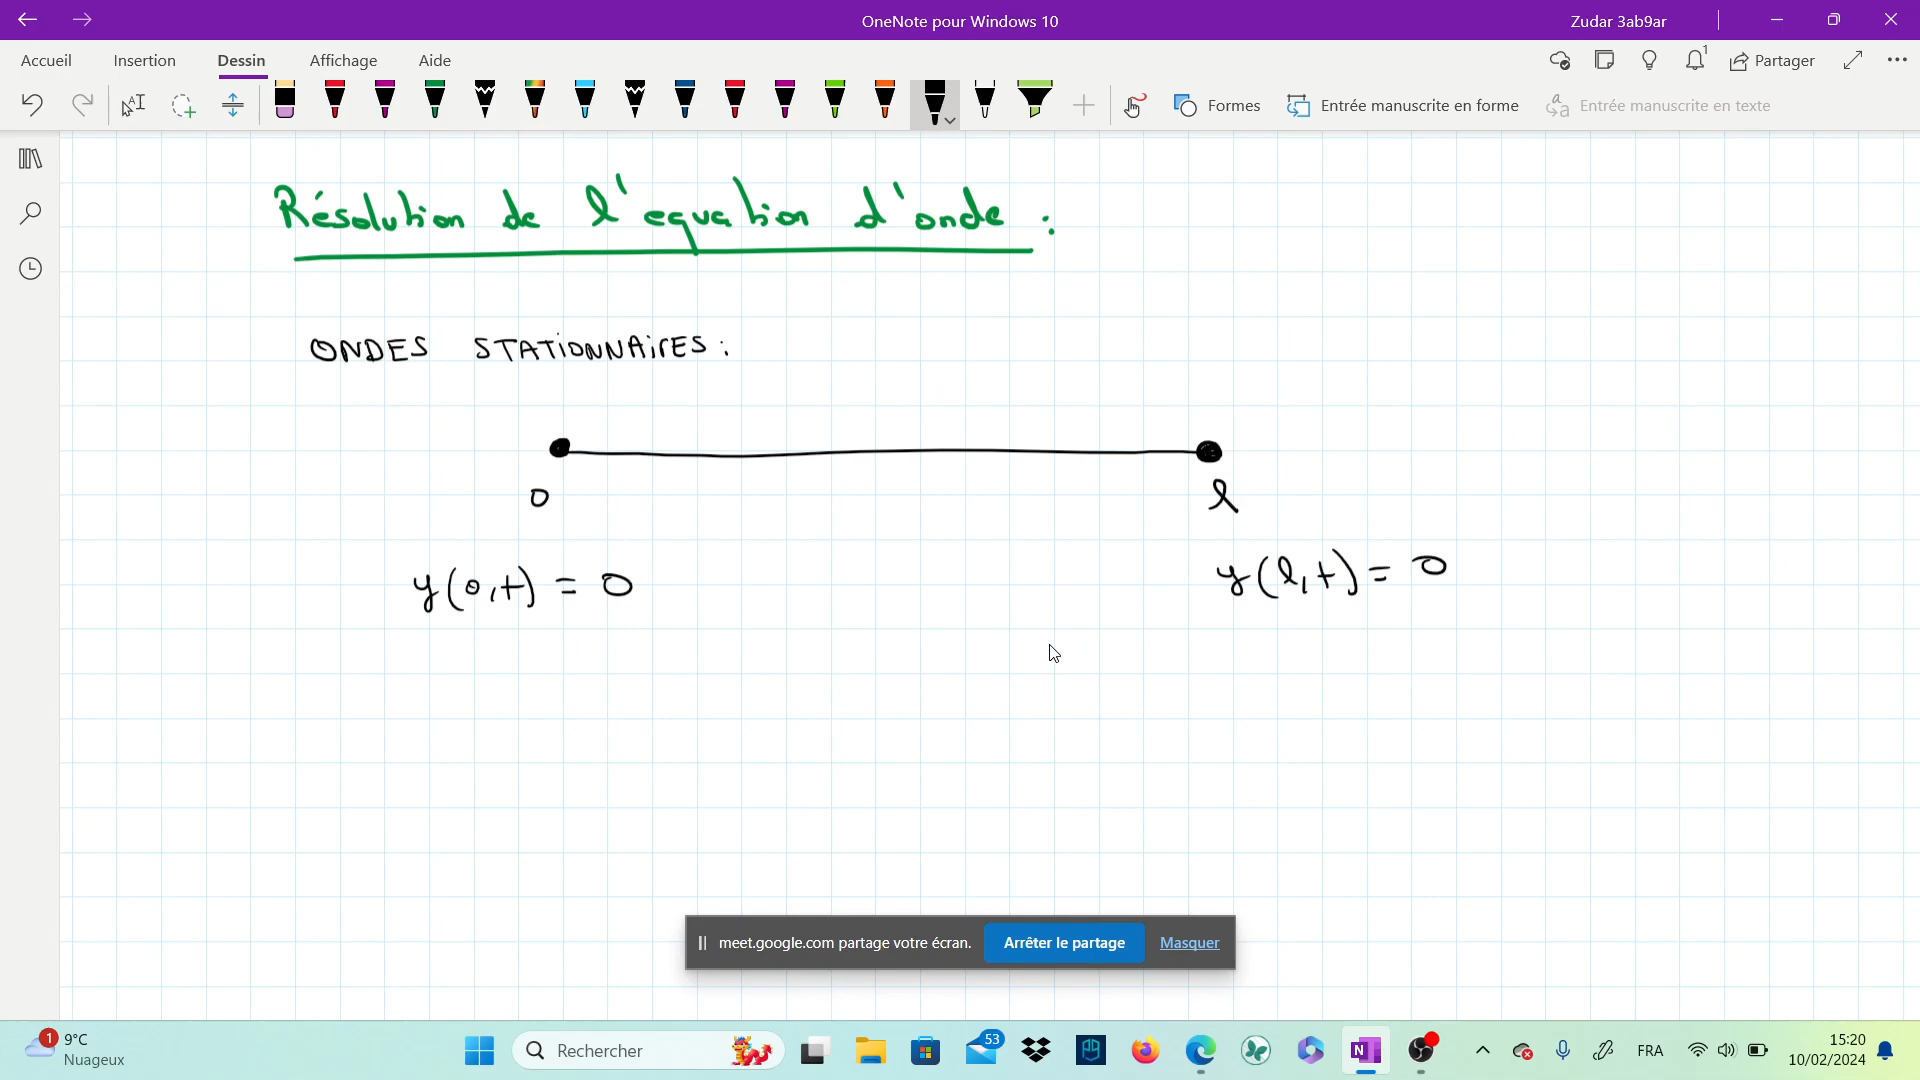 OneNote pour Windows 10
Zudar 3ab9ar
Accueil Insertion Dessin Affichage Aide
1
Partager
Formes Entrée manuscrite en forme Entrée manuscrite en texte
Résolution de l'equation d'onde :
ONDES STATIONNAIRES :
0 l
y(0,t) = 0 y(l,t) = 0
meet.google.com partage votre écran. Arrêter le partage Masquer
1 9°C
Nuageux
Rechercher
53
FRA
15:20
10/02/2024